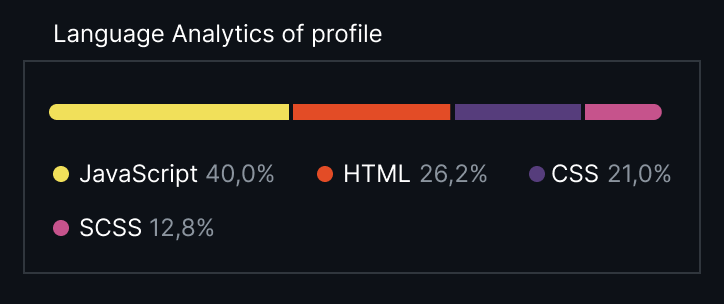 Language Analytics of profile
JavaScript 40,0% HTML 26,2% CSS 21,0%
SCSS 12,8%